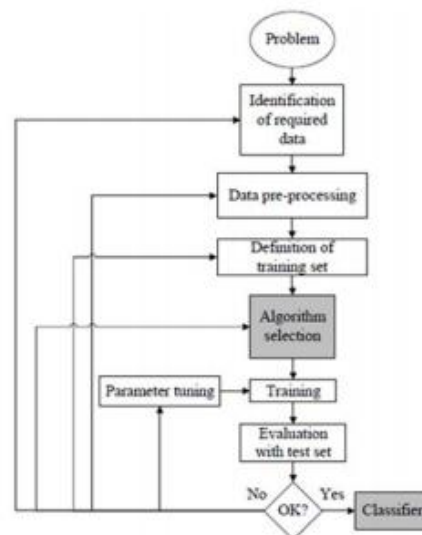 Problem
Identification
of required
data
Data pre-processing
Definition of
training set
Algorithm
selection
Parameter tuning
Training
Evaluation
with test set
No
OK?
Yes
Classifier